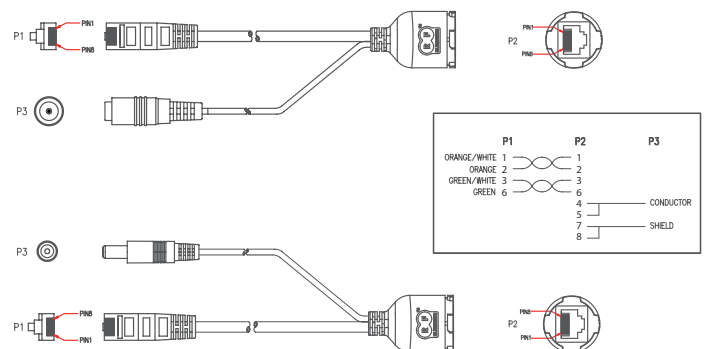 P1
PIN1
PIN8
P2
PIN1
PIN8
P3
P1 P2 P3
ORANGE/WHITE 1 1
ORANGE 2 2
GREEN/WHITE 3 3
GREEN 6 6
4 CONDUCTOR
5
7 SHIELD
8
P3
P1
PIN8
PIN1
P2
PIN8
PIN1